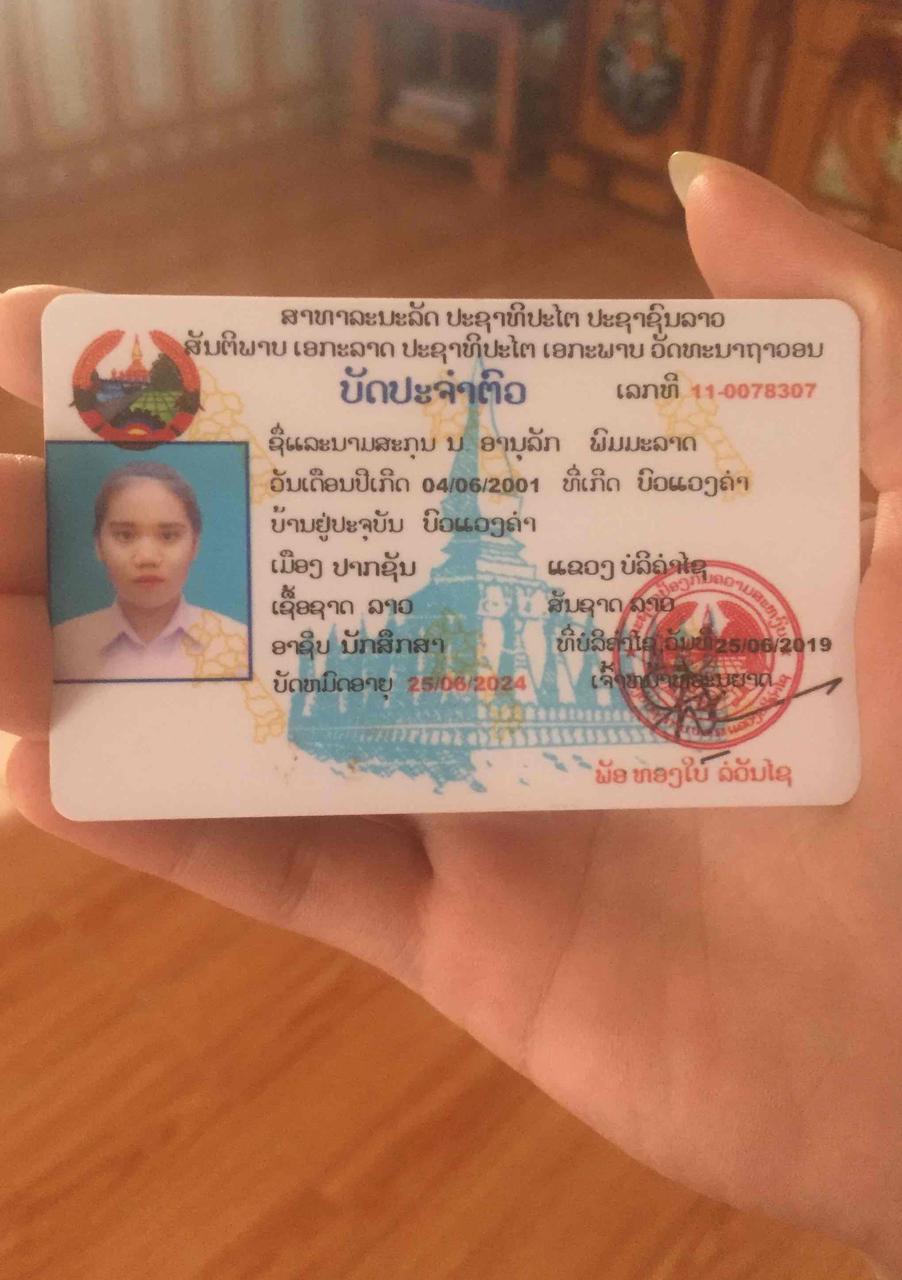 ສາທາລະນະລັດ ປະຊາທິປະໄຕ ປະຊາຊົນລາວ
ສັນຕິພາບ ເອກະລາດ ປະຊາທິປະໄຕ ເອກະພາບ ວັດທະນາຖາວອນ
ບັດປະຈຳຕົວ ເລກທີ 11-0078307
ຊື່ແລະນາມສະກຸນ ນ. ອານຸລັກ ພົມມະລາດ
ວັນເດືອນປີເກີດ 04/06/2001 ທີ່ເກີດ ບົວແວງຄຳ
ບ້ານຢູ່ປະຈຸບັນ ບົວແວງຄຳ
ເມືອງ ປາກຊັນ ແຂວງ ບໍລິຄຳໄຊ
ເຊື້ອຊາດ ລາວ ສັນຊາດ ລາວ
ອາຊີບ ນັກສຶກສາ ທີ່ບໍລິຄຳໄຊ ວັນທີ 25/06/2019
ບັດຫມົດອາຍຸ 25/06/2024 ເຈົ້າຫນ້າທີ່ອະນຸຍາດ
ພັອ ທອງໃບ ລໍວັນໄຊ